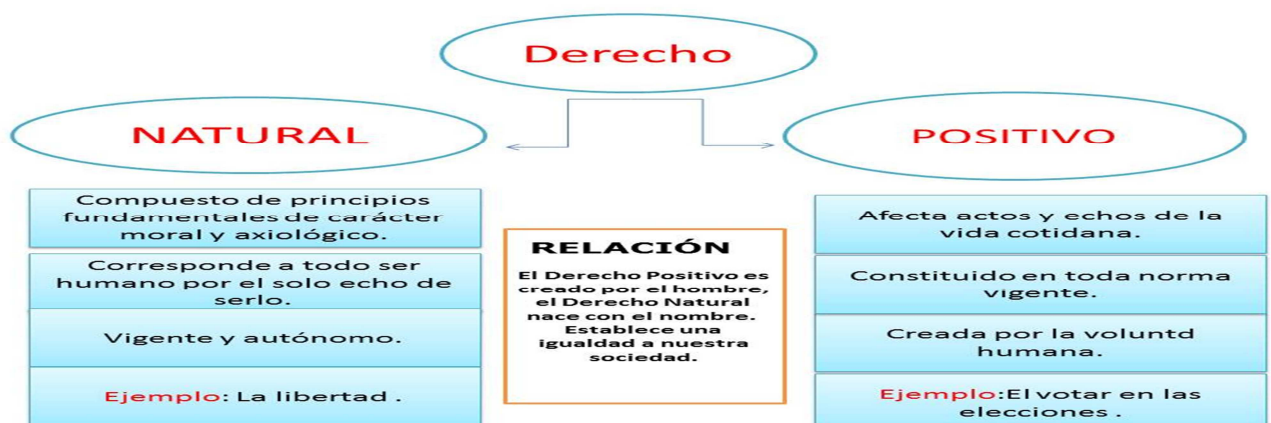 Derecho
NATURAL
Compuesto de principios
fundamentales de carácter
moral y axiológico.
Corresponde a todo ser
humano por el solo echo de
serlo.
Vigente y autónomo.
Ejemplo: La libertad .
RELACIÓN
El Derecho Positivo es
creado por el hombre,
el Derecho Natural
nace con el nombre.
Establece una
igualdad a nuestra
sociedad.
POSITIVO
Afecta actos y echos de la
vida cotidana.
Constituido en toda norma
vigente.
Creada por la voluntd
humana.
Ejemplo:El votar en las
elecciones .